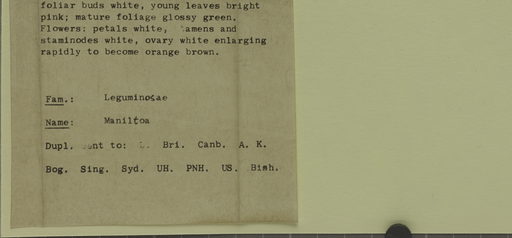 foliar buds white, young leaves bright
pink; mature foliage glossy green.
Flowers: petals white, amens and
staminodes white, ovary white enlarging
rapidly to become orange brown.
Fam.: Leguminosae
Name: Maniltoa
Dupl. sent to: L. Bri. Canb. A. K.
Bog. Sing. Syd. UH. PNH. US. Bish.